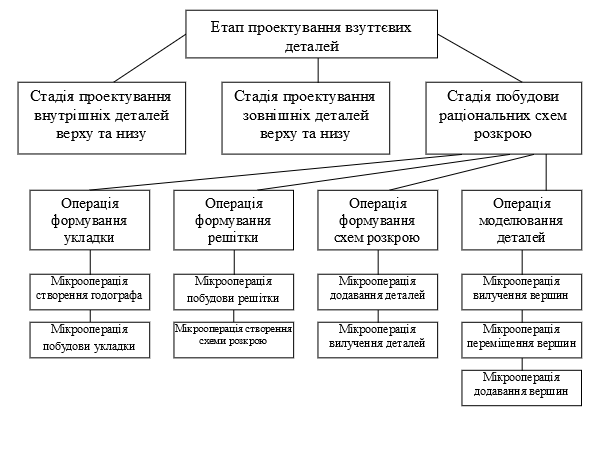 Етап проектування взуттєвих
деталей
Стадія проектування
внутрішніх деталей
верху та низу
Стадія проектування
зовнішніх деталей
верху та низу
Стадія побудови
раціональних схем
розкрою
Операція
формування
укладки
Операція
формування
решітки
Операція
формування
схем розкрою
Операція
моделювання
деталей
Мікрооперація
створення годографа
Мікрооперація
побудови решітки
Мікрооперація
додавання деталей
Мікрооперація
вилучення вершин
Мікрооперація
побудови укладки
Мікрооперація створення
схеми розкрою
Мікрооперація
вилучення деталей
Мікрооперація
переміщення вершин
Мікрооперація
додавання вершин